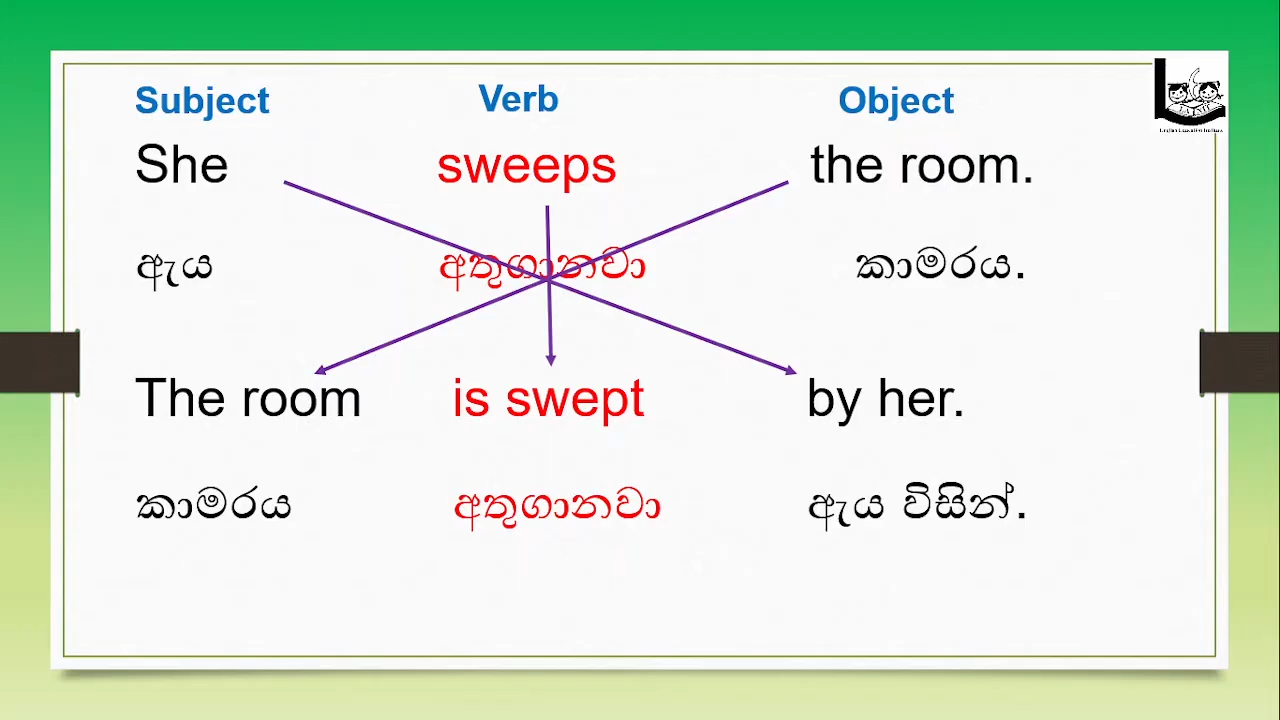 Subject Verb Object
She sweeps the room.
ඇය අතුගානවා කාමරය.
The room is swept by her.
කාමරය අතුගානවා ඇය විසින්.